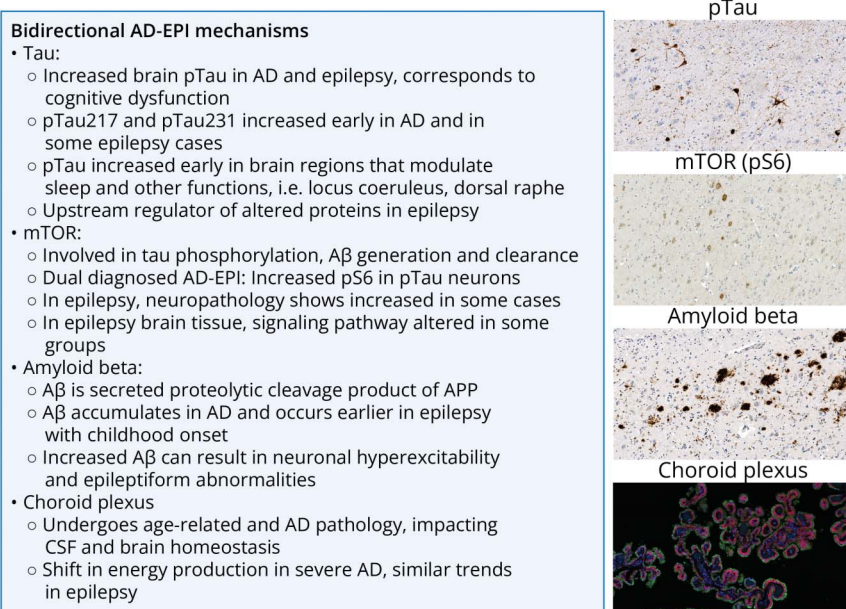 Bidirectional AD-EPI mechanisms
• Tau:
○ Increased brain pTau in AD and epilepsy, corresponds to
cognitive dysfunction
○ pTau217 and pTau231 increased early in AD and in
some epilepsy cases
○ pTau increased early in brain regions that modulate
sleep and other functions, i.e. locus coeruleus, dorsal raphe
○ Upstream regulator of altered proteins in epilepsy
• mTOR:
○ Involved in tau phosphorylation, Aβ generation and clearance
○ Dual diagnosed AD-EPI: Increased pS6 in pTau neurons
○ In epilepsy, neuropathology shows increased in some cases
○ In epilepsy brain tissue, signaling pathway altered in some
groups
• Amyloid beta:
○ Aβ is secreted proteolytic cleavage product of APP
○ Aβ accumulates in AD and occurs earlier in epilepsy
with childhood onset
○ Increased Aβ can result in neuronal hyperexcitability
and epileptiform abnormalities
• Choroid plexus
○ Undergoes age-related and AD pathology, impacting
CSF and brain homeostasis
○ Shift in energy production in severe AD, similar trends
in epilepsy
pTau
mTOR (pS6)
Amyloid beta
Choroid plexus